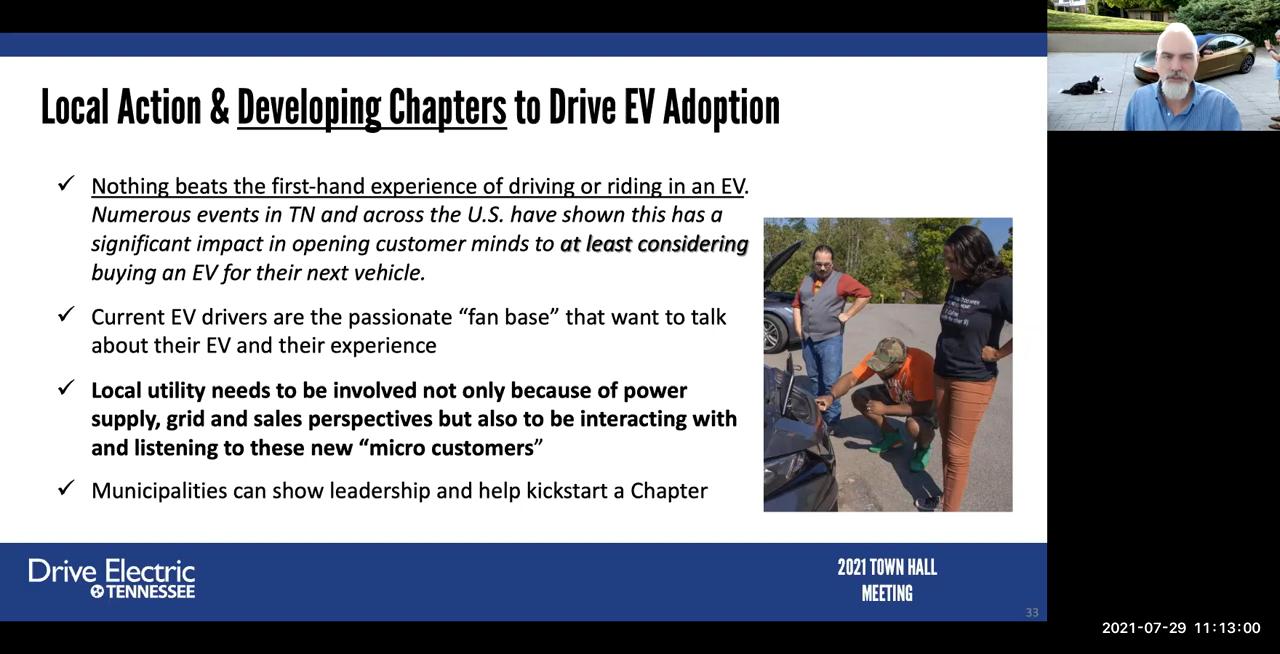 Local Action & Developing Chapters to Drive EV Adoption
✓ Nothing beats the first-hand experience of driving or riding in an EV.
Numerous events in TN and across the U.S. have shown this has a
significant impact in opening customer minds to at least considering
buying an EV for their next vehicle.
✓ Current EV drivers are the passionate “fan base” that want to talk
about their EV and their experience
✓ Local utility needs to be involved not only because of power
supply, grid and sales perspectives but also to be interacting with
and listening to these new “micro customers”
✓ Municipalities can show leadership and help kickstart a Chapter
Drive Electric
TENNESSEE
2021 TOWN HALL
MEETING
33
2021-07-29 11:13:00